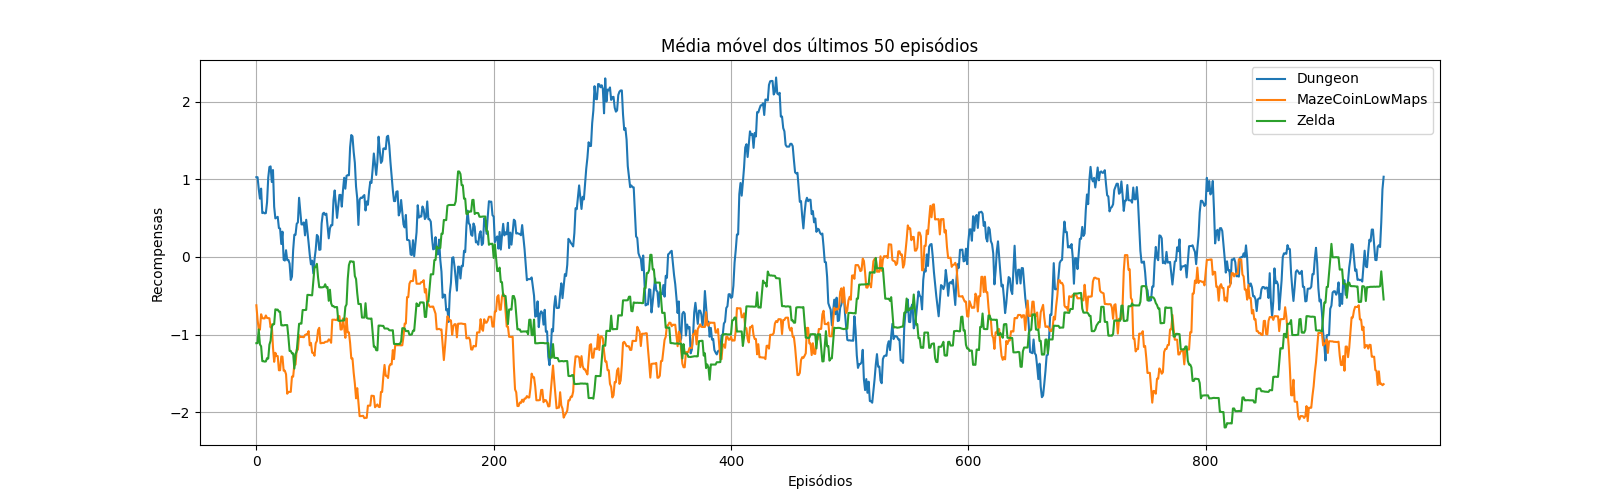 Média móvel dos últimos 50 episódios
Recompensas
2
1
0
−1
−2
Dungeon
MazeCoinLowMaps
Zelda
0
200
400
600
800
Episódios